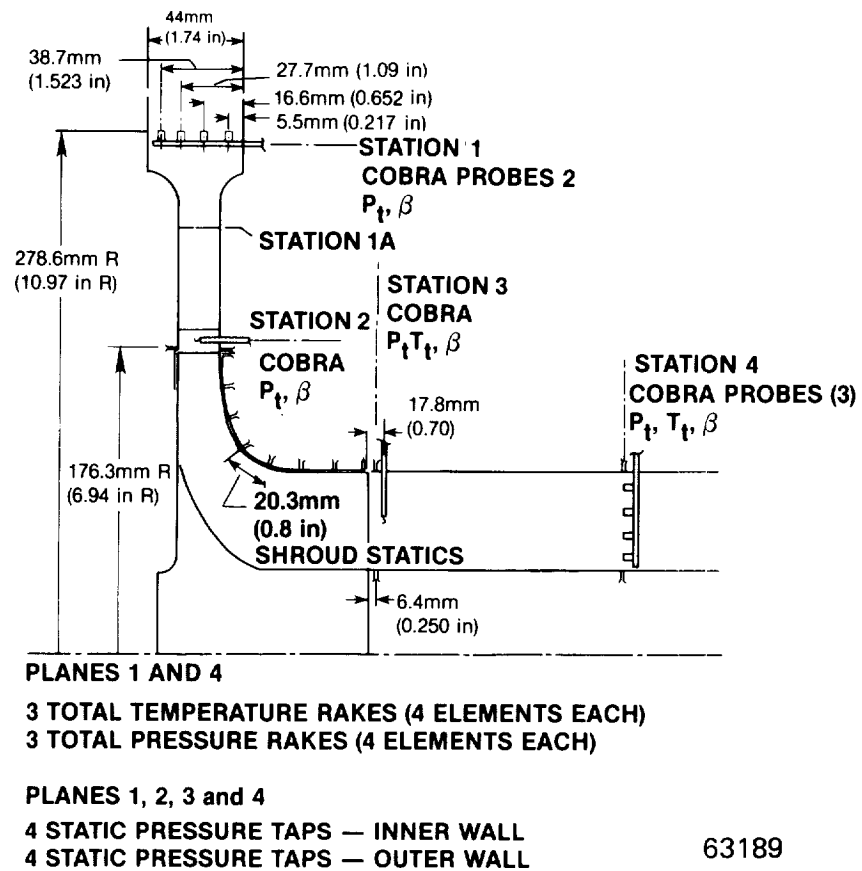 44mm
(1.74 in)
38.7mm
(1.523 in)
27.7mm (1.09 in)
16.6mm (0.652 in)
5.5mm (0.217 in)
STATION 1
COBRA PROBES 2
Pt, β
STATION 1A
278.6mm R
(10.97 in R)
STATION 3
COBRA
PtTt, β
STATION 2
COBRA
Pt, β
STATION 4
COBRA PROBES (3)
Pt, Tt, β
17.8mm
(0.70)
176.3mm R
(6.94 in R)
20.3mm
(0.8 in)
SHROUD STATICS
6.4mm
(0.250 in)
PLANES 1 AND 4
3 TOTAL TEMPERATURE RAKES (4 ELEMENTS EACH)
3 TOTAL PRESSURE RAKES (4 ELEMENTS EACH)
PLANES 1, 2, 3 and 4
4 STATIC PRESSURE TAPS — INNER WALL
4 STATIC PRESSURE TAPS — OUTER WALL
63189